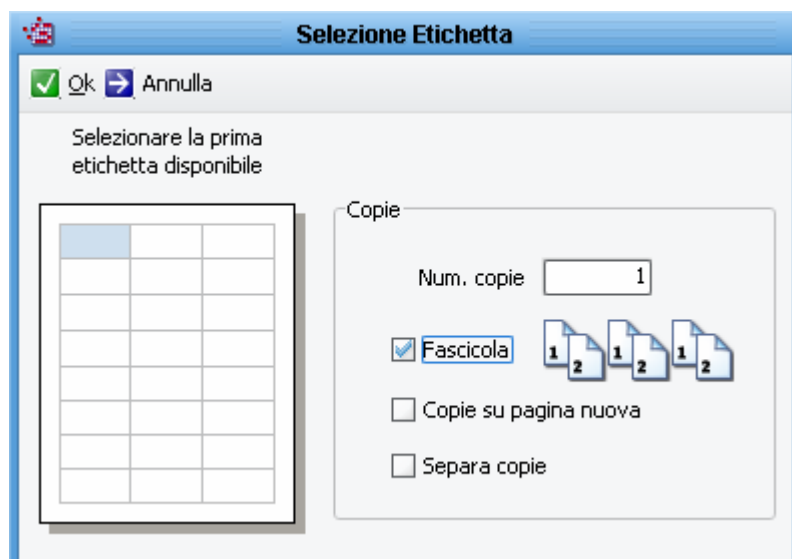 Selezione Etichetta
Ok Annulla
Selezionare la prima
etichetta disponibile
Copie
Num. copie 1
Fascicola 1 2 1 2 1 2
Copie su pagina nuova
Separa copie